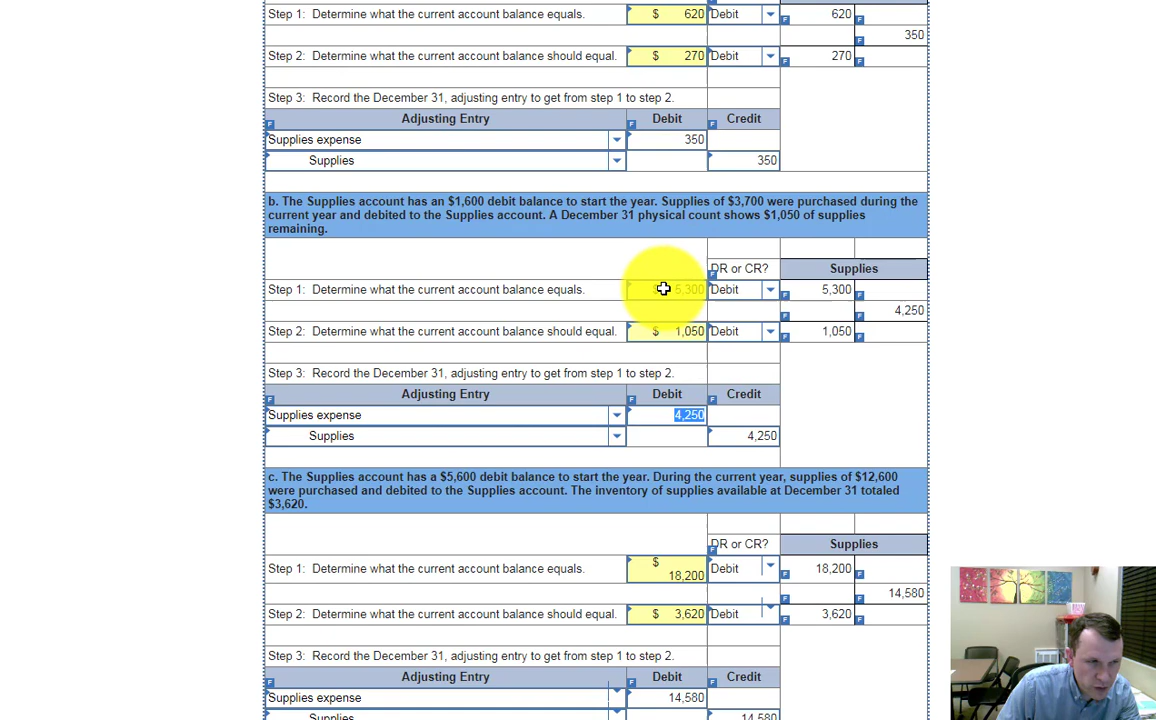 Step 1: Determine what the current account balance equals. $ 620 Debit 620
350
Step 2: Determine what the current account balance should equal. $ 270 Debit 270
Step 3: Record the December 31, adjusting entry to get from step 1 to step 2.
Adjusting Entry Debit Credit
Supplies expense 350
Supplies 350
b. The Supplies account has an $1,600 debit balance to start the year. Supplies of $3,700 were purchased during the
current year and debited to the Supplies account. A December 31 physical count shows $1,050 of supplies
remaining.
DR or CR? Supplies
Step 1: Determine what the current account balance equals. $ 5,300 Debit 5,300
4,250
Step 2: Determine what the current account balance should equal. $ 1,050 Debit 1,050
Step 3: Record the December 31, adjusting entry to get from step 1 to step 2.
Adjusting Entry Debit Credit
Supplies expense 4,250
Supplies 4,250
c. The Supplies account has a $5,600 debit balance to start the year. During the current year, supplies of $12,600
were purchased and debited to the Supplies account. The inventory of supplies available at December 31 totaled
$3,620.
DR or CR? Supplies
Step 1: Determine what the current account balance equals. $ 18,200 Debit 18,200
14,580
Step 2: Determine what the current account balance should equal. $ 3,620 Debit 3,620
Step 3: Record the December 31, adjusting entry to get from step 1 to step 2.
Adjusting Entry Debit Credit
Supplies expense 14,580
Supplies 14,580